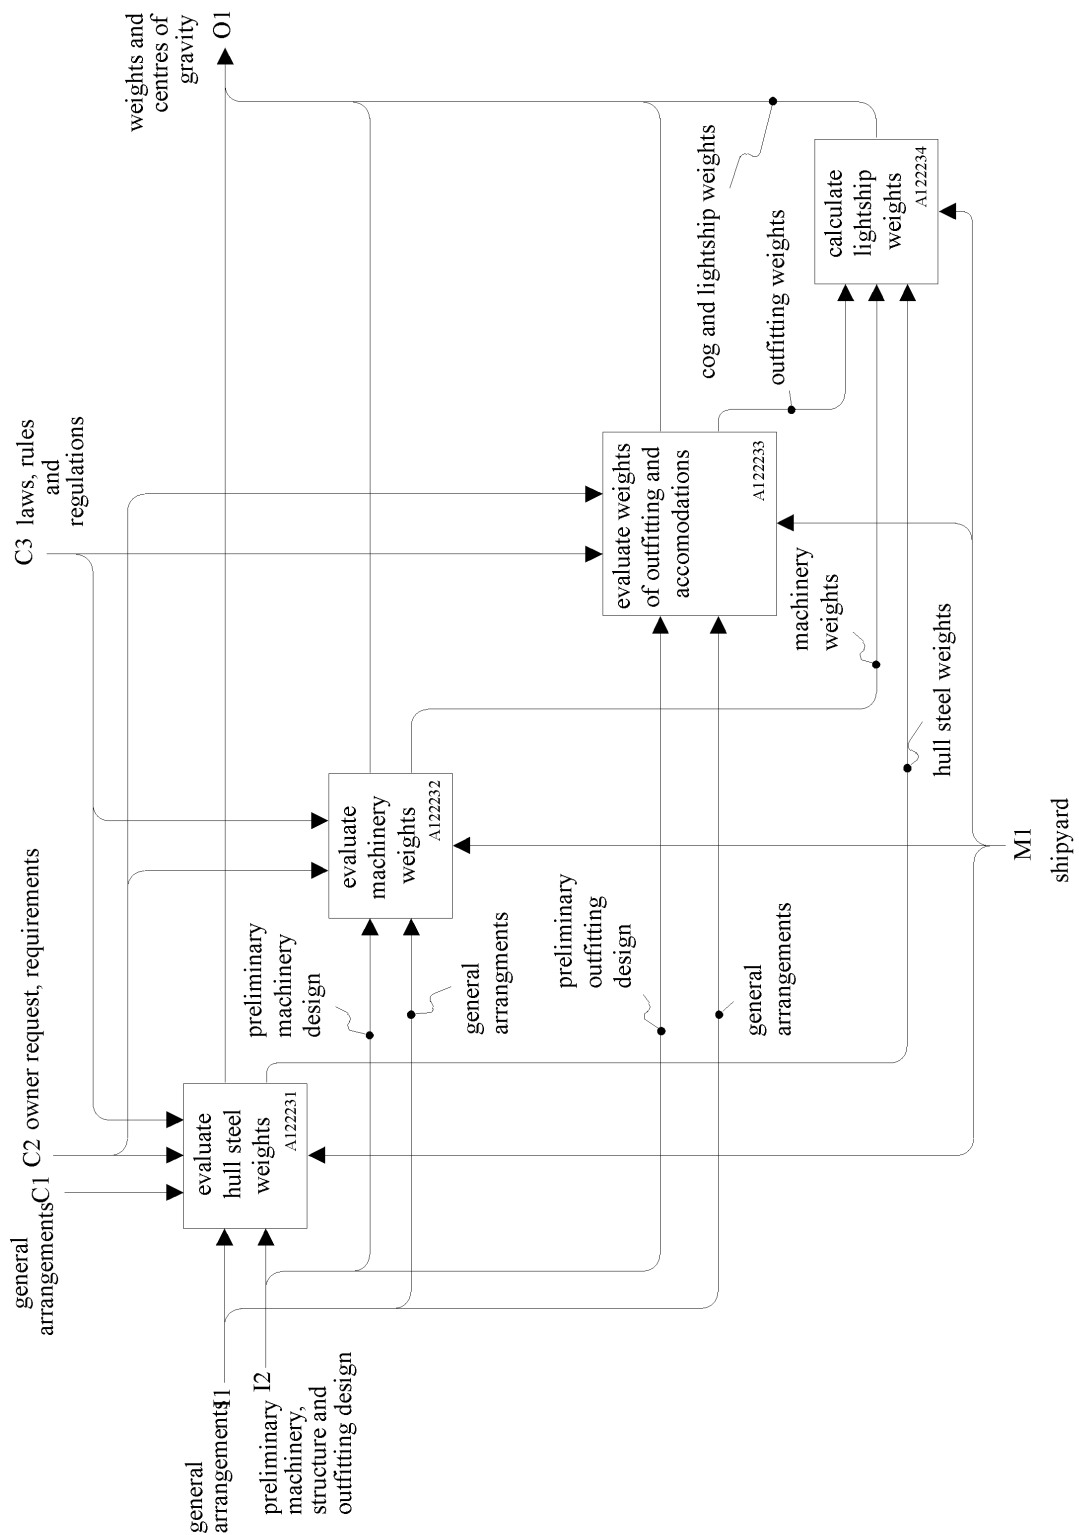 C1
general
arrangements
C2 owner request, requirements
C3 laws, rules
and
regulations
weights and
centres of
gravity
O1
general
arrangements
I1
I2
preliminary
machinery,
structure and
outfitting design
evaluate
hull steel
weights
A122231
evaluate
machinery
weights
A122232
preliminary
machinery
design
general
arrangments
evaluate weights
of outfitting and
accomodations
A122233
preliminary
outfitting
design
general
arrangements
cog and lightship weights
outfitting weights
calculate
lightship
weights
A122234
machinery
weights
hull steel weights
M1
shipyard